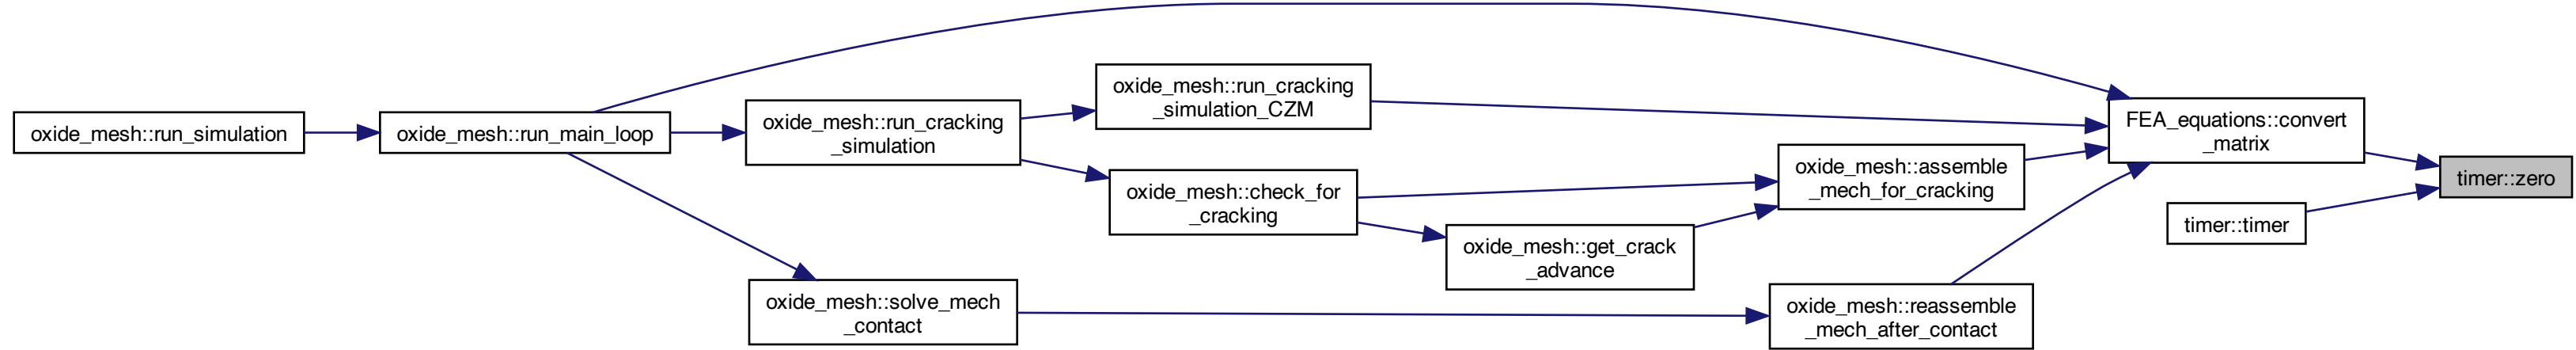 oxide_mesh::run_simulation
oxide_mesh::run_main_loop
oxide_mesh::run_cracking
_simulation
oxide_mesh::run_cracking
_simulation_CZM
oxide_mesh::check_for
_cracking
oxide_mesh::get_crack
_advance
oxide_mesh::assemble
_mech_for_cracking
oxide_mesh::solve_mech
_contact
oxide_mesh::reassemble
_mech_after_contact
FEA_equations::convert
_matrix
timer::timer
timer::zero